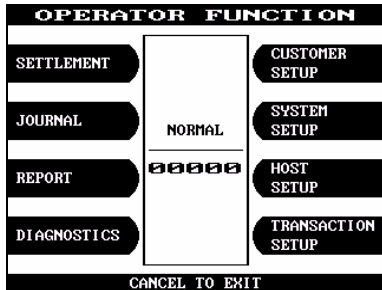 OPERATOR FUNCTION
SETTLEMENT
CUSTOMER
SETUP
JOURNAL
SYSTEM
SETUP
NORMAL
REPORT
00000
HOST
SETUP
DIAGNOSTICS
TRANSACTION
SETUP
CANCEL TO EXIT